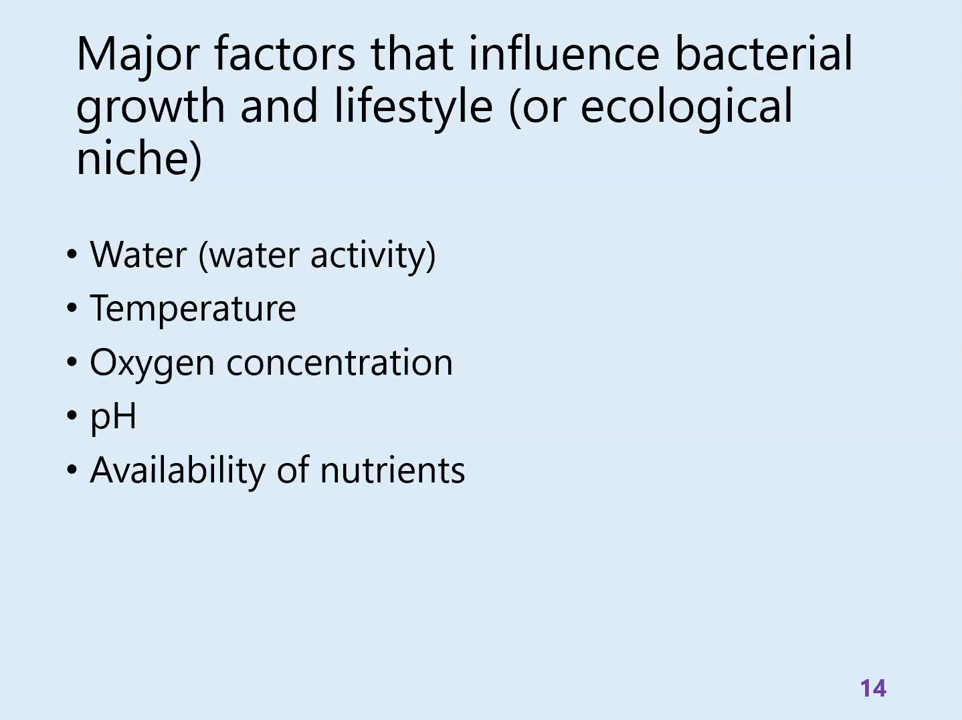 Major factors that influence bacterial
growth and lifestyle (or ecological
niche)
• Water (water activity)
• Temperature
• Oxygen concentration
• pH
• Availability of nutrients
14